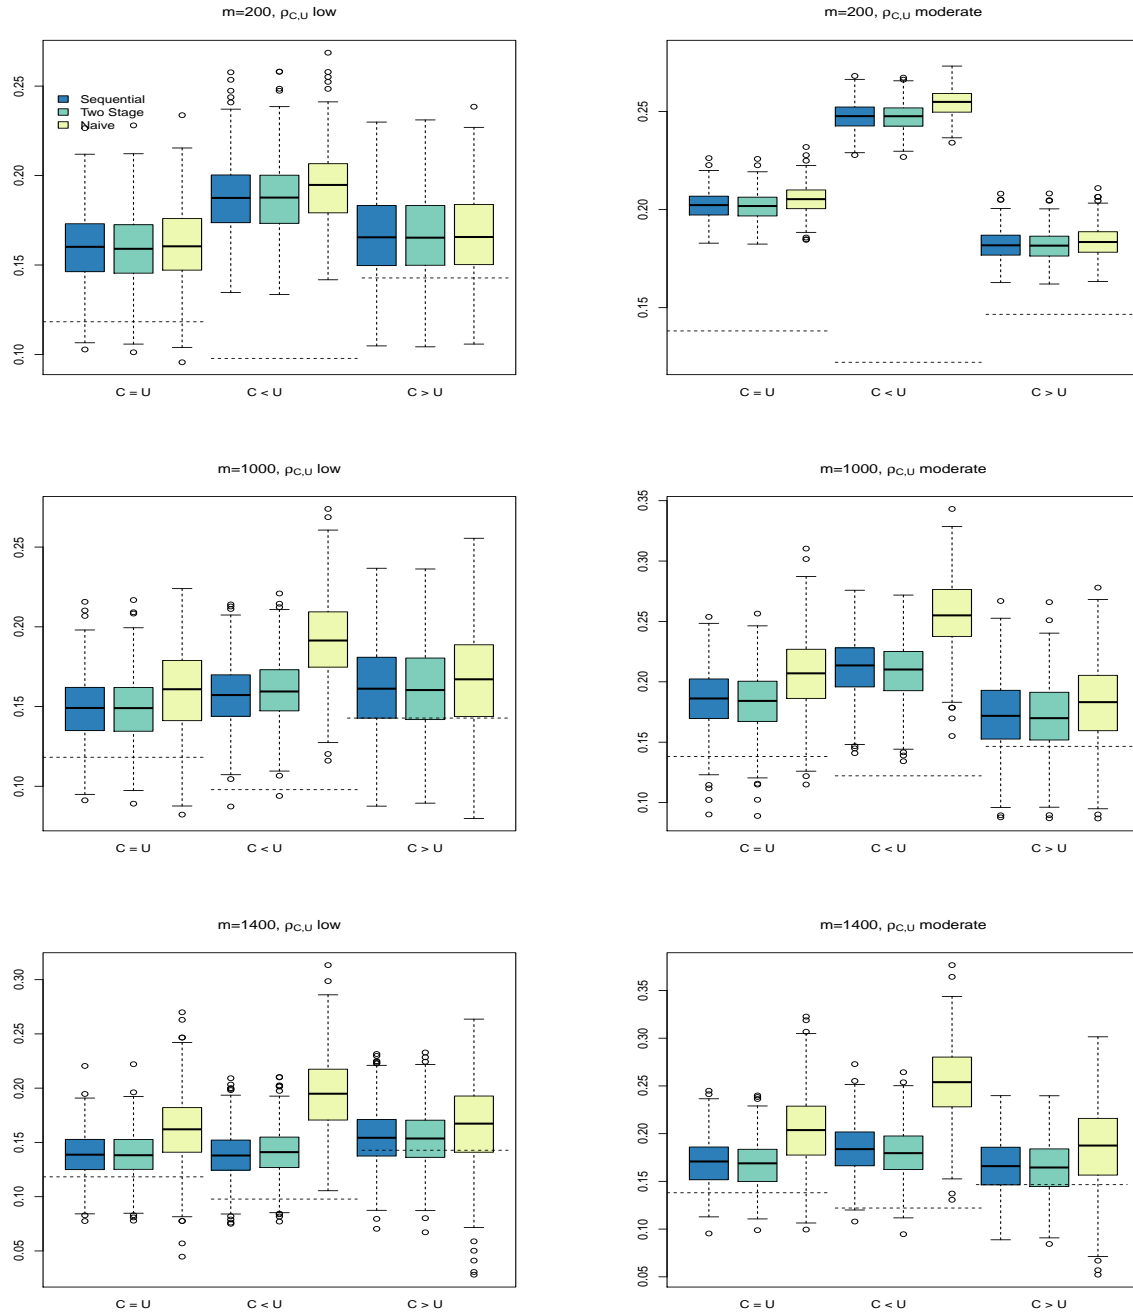 m=200, ρC,U low
0.25
0.20
0.15
0.10
Sequential
Two Stage
Naive
C = U
C < U
C > U
m=200, ρC,U moderate
0.25
0.20
0.15
C = U
C < U
C > U
m=1000, ρC,U low
0.25
0.20
0.15
0.10
C = U
C < U
C > U
m=1000, ρC,U moderate
0.35
0.30
0.25
0.20
0.15
0.10
C = U
C < U
C > U
m=1400, ρC,U low
0.30
0.25
0.20
0.15
0.10
0.05
C = U
C < U
C > U
m=1400, ρC,U moderate
0.35
0.30
0.25
0.20
0.15
0.10
0.05
C = U
C < U
C > U